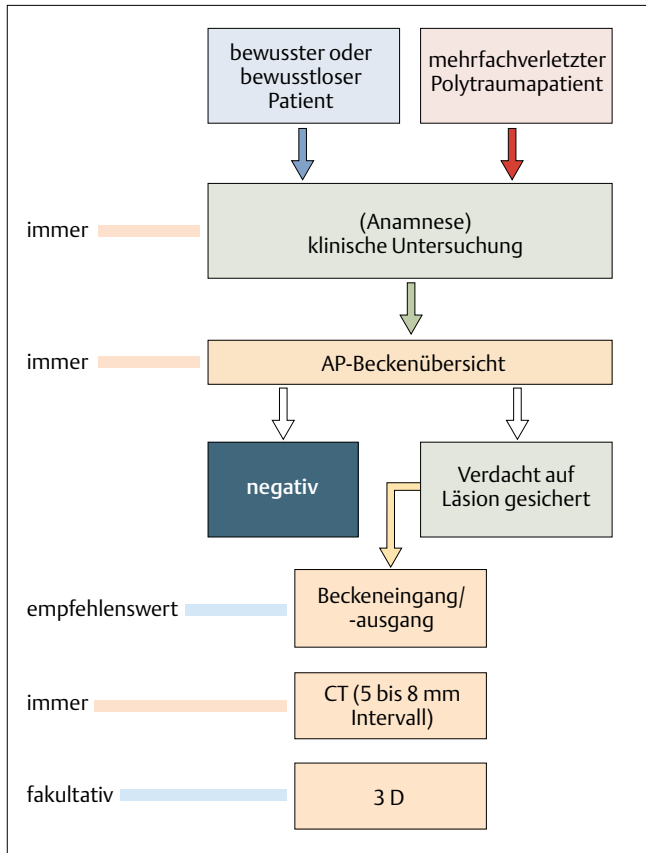 bewusster oder
bewusstloser
Patient
mehrfachverletzter
Polytraumapatient
immer
(Anamnese)
klinische Untersuchung
immer
AP-Beckenübersicht
negativ
Verdacht auf
Läsion gesichert
empfehlenswert
Beckeneingang/
-ausgang
immer
CT (5 bis 8 mm
Intervall)
fakultativ
3 D